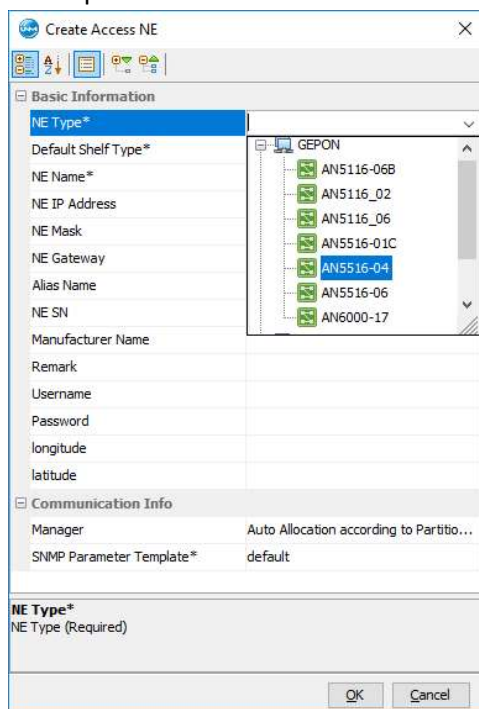 Create Access NE
Basic Information
NE Type*
GEPON
Default Shelf Type*
AN5116-06B
NE Name*
AN5116_02
NE IP Address
AN5116_06
NE Mask
AN5516-01C
NE Gateway
AN5516-04
Alias Name
AN5516-06
NE SN
AN6000-17
Manufacturer Name
Remark
Username
Password
longitude
latitude
Communication Info
Manager Auto Allocation according to Partitio...
SNMP Parameter Template* default
NE Type*
NE Type (Required)
OK Cancel